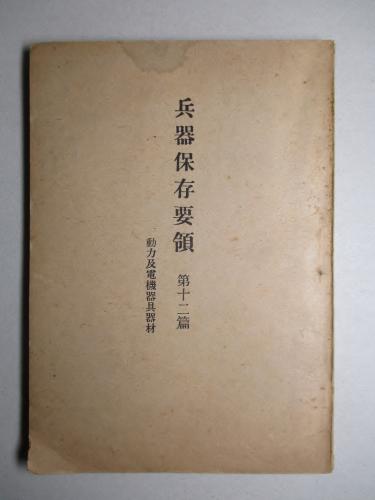 兵器保存要領 第十二篇
動力及電機器具器材